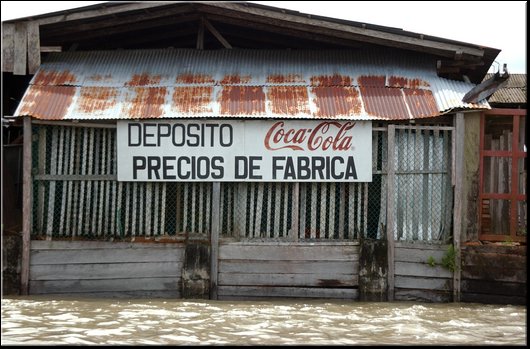 DEPOSITO Coca-Cola
PRECIOS DE FABRICA